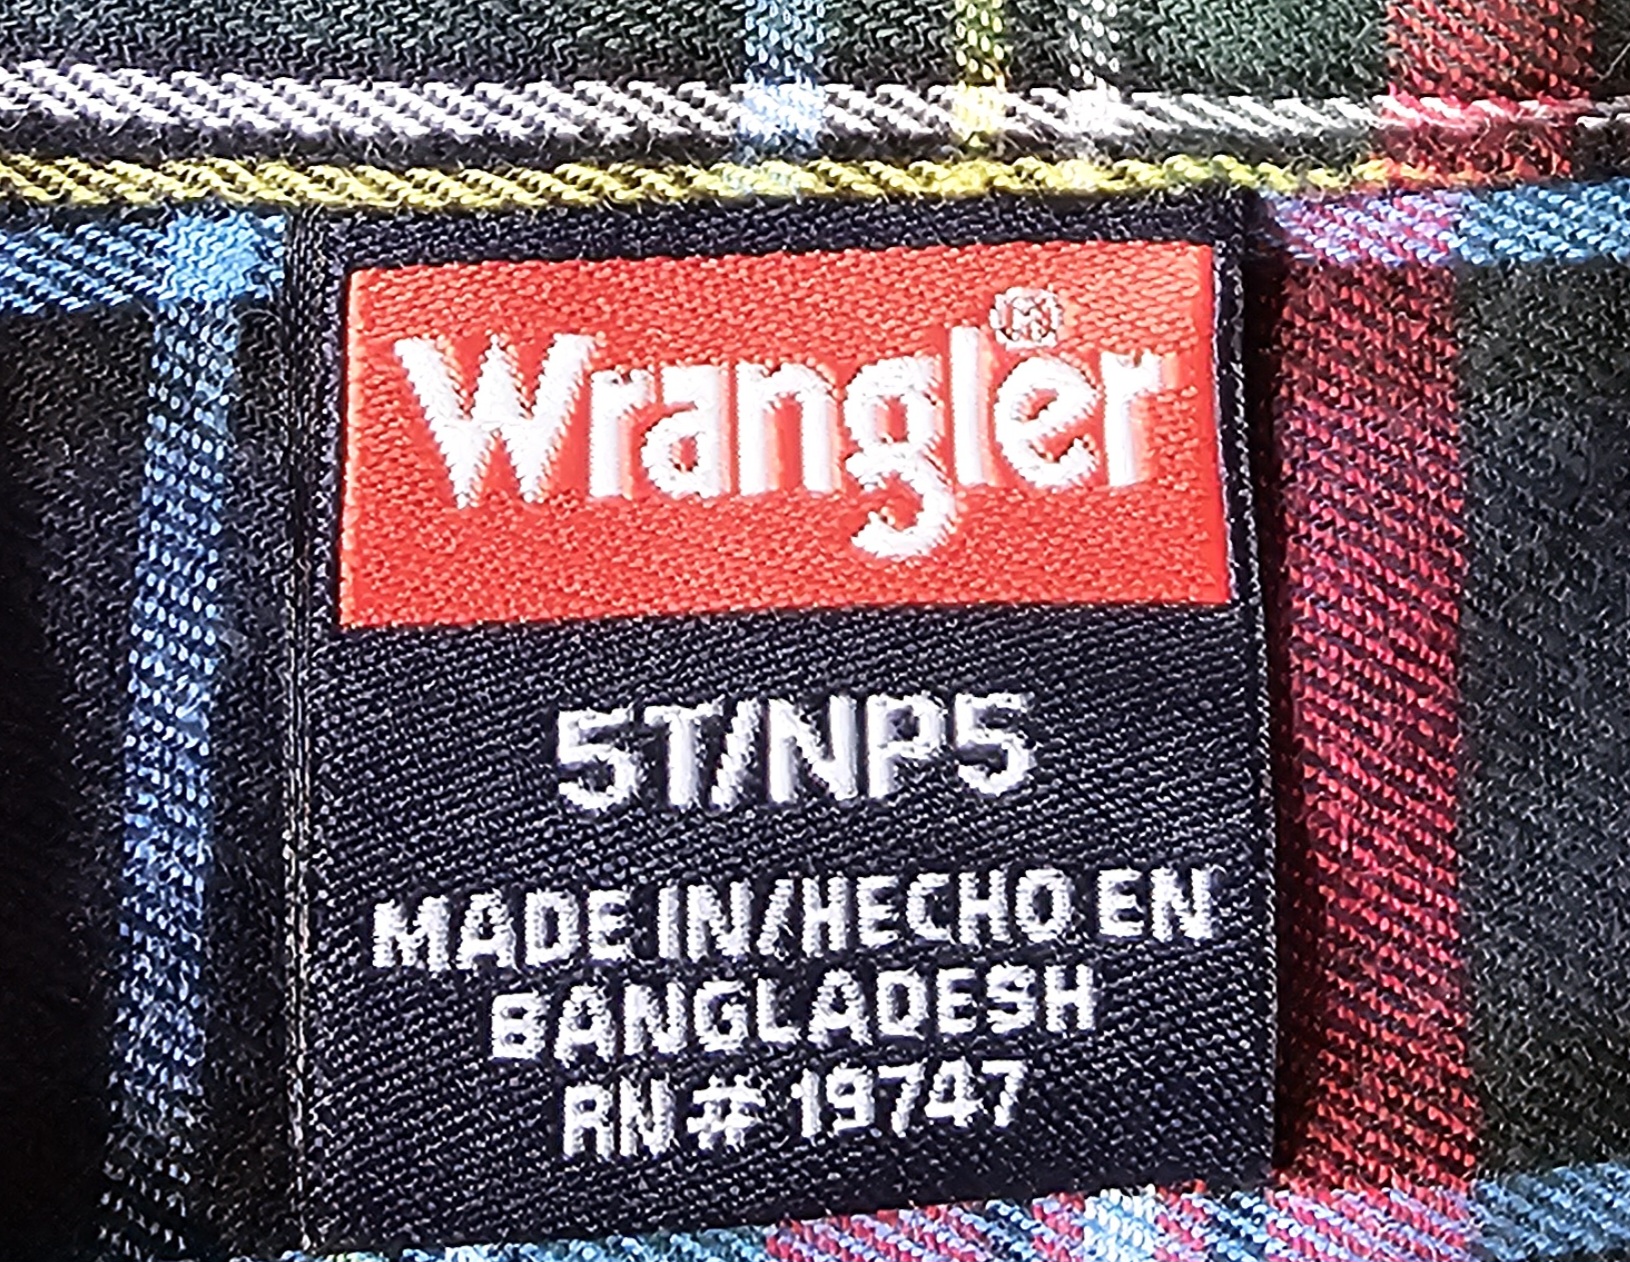 Wrangler®
5T/NP5
MADE IN/HECHO EN
BANGLADESH
RN# 19747